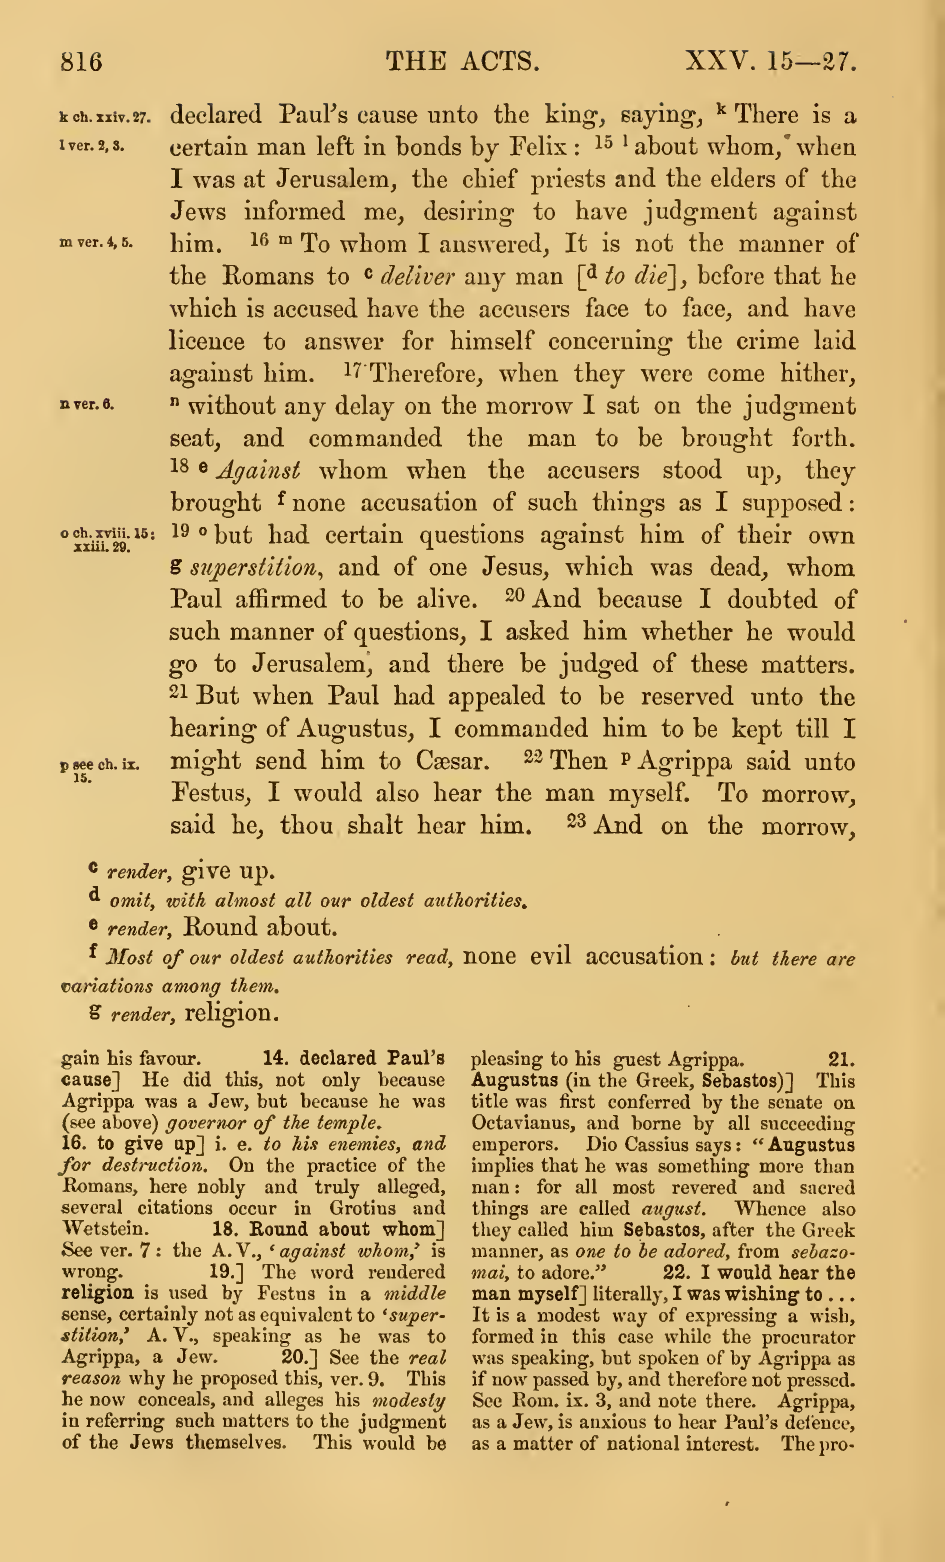 816 THE ACTS. XXV. 15—27.
k ch. xxiv. 27. declared Paul's cause unto the king, saying, k There is a
l ver. 2, 3. certain man left in bonds by Felix : 15 l about whom, when
I was at Jerusalem, the chief priests and the elders of the
Jews informed me, desiring to have judgment against
m ver. 4, 5. him. 16 m To whom I answered, It is not the manner of
the Romans to c deliver any man [d to die], before that he
which is accused have the accusers face to face, and have
licence to answer for himself concerning the crime laid
against him. 17 Therefore, when they were come hither,
n ver. 6. n without any delay on the morrow I sat on the judgment
seat, and commanded the man to be brought forth.
18 e Against whom when the accusers stood up, they
brought f none accusation of such things as I supposed :
o ch. xviii. 15: 19 o but had certain questions against him of their own
xxiii. 29.
g superstition, and of one Jesus, which was dead, whom
Paul affirmed to be alive. 20 And because I doubted of
such manner of questions, I asked him whether he would
go to Jerusalem, and there be judged of these matters.
21 But when Paul had appealed to be reserved unto the
hearing of Augustus, I commanded him to be kept till I
p see ch. ix. might send him to Cæsar. 22 Then p Agrippa said unto
15.
Festus, I would also hear the man myself. To morrow,
said he, thou shalt hear him. 23 And on the morrow,
c render, give up.
d omit, with almost all our oldest authorities.
e render, Round about.
f Most of our oldest authorities read, none evil accusation : but there are
variations among them.
g render, religion.
gain his favour. 14. declared Paul's
cause] He did this, not only because
Agrippa was a Jew, but because he was
(see above) governor of the temple.
16. to give up] i. e. to his enemies, and
for destruction. On the practice of the
Romans, here nobly and truly alleged,
several citations occur in Grotius and
Wetstein. 18. Round about whom]
See ver. 7 : the A. V., ‘against whom,’ is
wrong. 19.] The word rendered
religion is used by Festus in a middle
sense, certainly not as equivalent to ‘super-
stition,’ A. V., speaking as he was to
Agrippa, a Jew. 20.] See the real
reason why he proposed this, ver. 9. This
he now conceals, and alleges his modesty
in referring such matters to the judgment
of the Jews themselves. This would be
pleasing to his guest Agrippa. 21.
Augustus (in the Greek, Sebastos)] This
title was first conferred by the senate on
Octavianus, and borne by all succeeding
emperors. Dio Cassius says : “Augustus
implies that he was something more than
man : for all most revered and sacred
things are called august. Whence also
they called him Sebastos, after the Greek
manner, as one to be adored, from sebazo-
mai, to adore.” 22. I would hear the
man myself] literally, I was wishing to . . .
It is a modest way of expressing a wish,
formed in this case while the procurator
was speaking, but spoken of by Agrippa as
if now passed by, and therefore not pressed.
See Rom. ix. 3, and note there. Agrippa,
as a Jew, is anxious to hear Paul's defence,
as a matter of national interest. The pro-